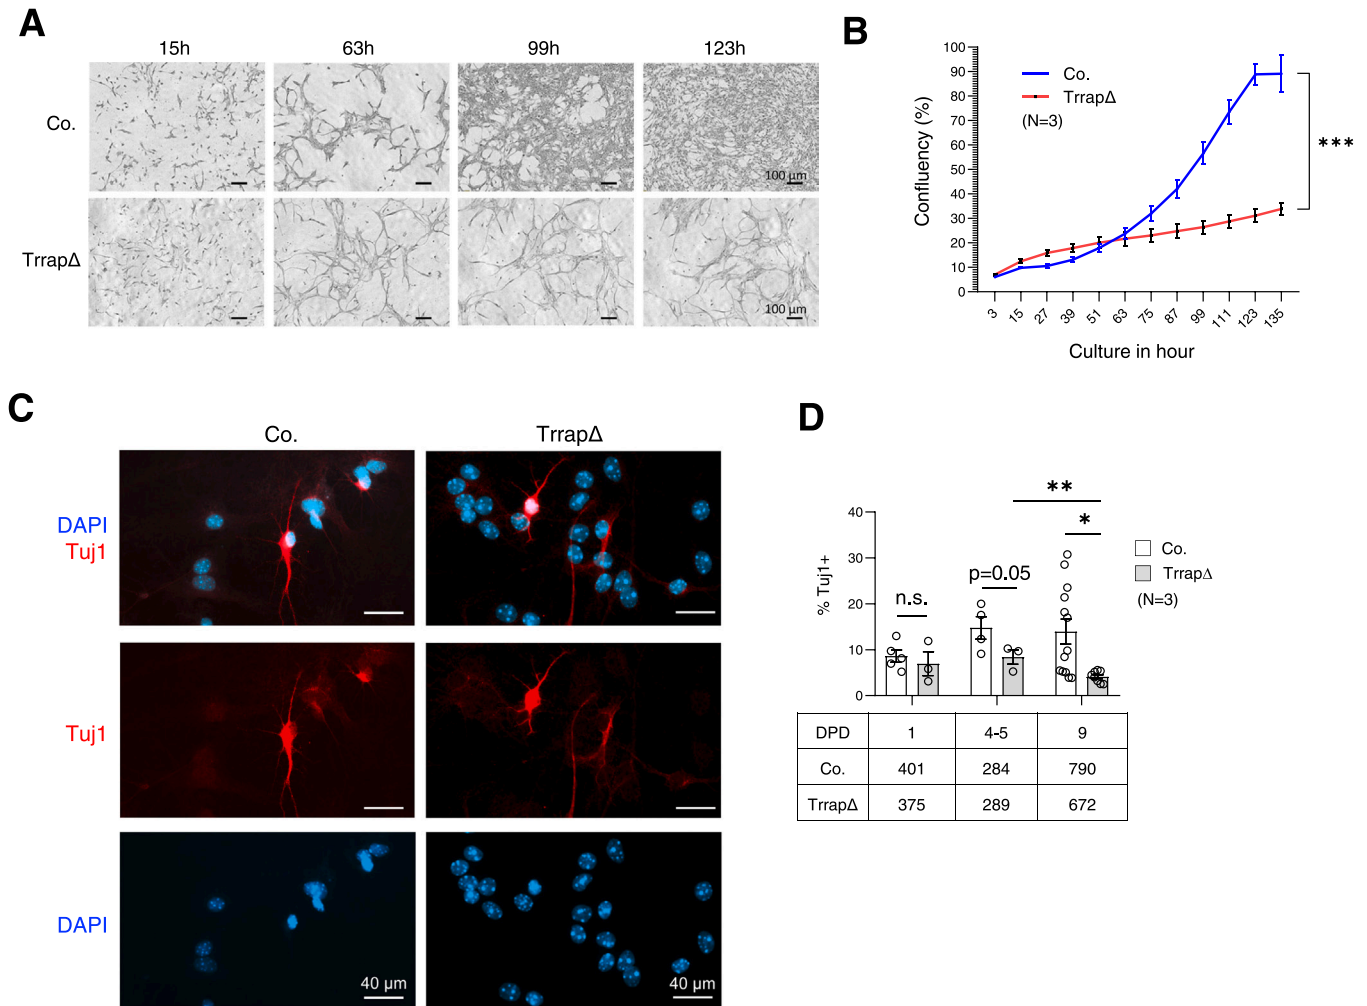 A
15h 63h 99h 123h
Co.
100 µm
TrrapΔ
100 µm
B
Confluency (%)
100
90
80
70
60
50
40
30
20
10
0
Co.
TrrapΔ
(N=3)
***
3 15 27 39 51 63 75 87 99 111 123 135
Culture in hour
C
Co. TrrapΔ
DAPI
Tuj1
Tuj1
DAPI
40 µm 40 µm
D
% Tuj1+
40
30
20
10
0
n.s.
p=0.05
**
*
Co.
TrrapΔ
(N=3)
DPD 1 4-5 9
Co. 401 284 790
TrrapΔ 375 289 672